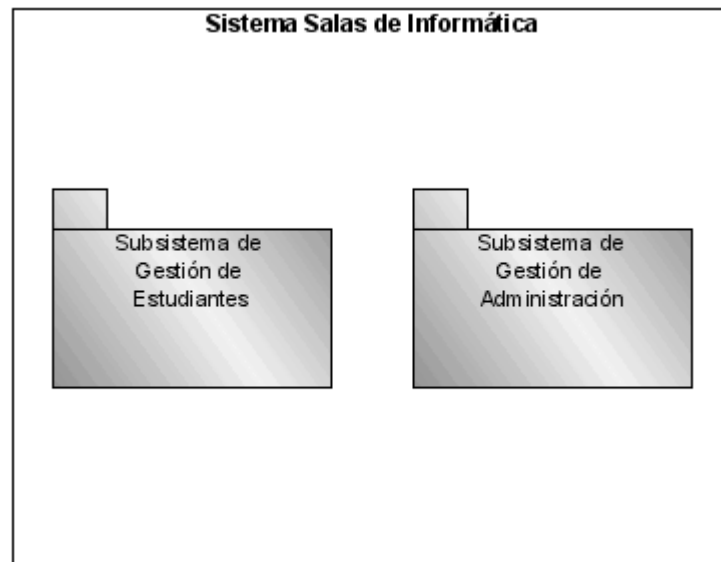 Sistema Salas de Informática
Subsistema de
Gestión de
Estudiantes
Subsistema de
Gestión de
Administración